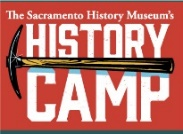 The Sacramento History Museum's
HISTORY
CAMP